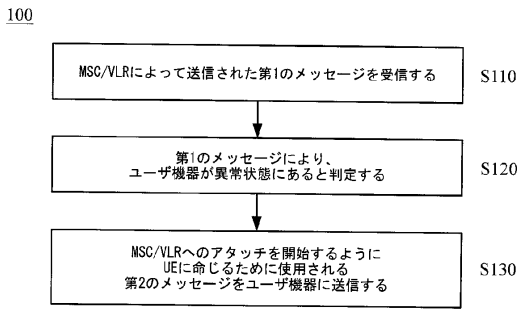 100
MSC/VLRによって送信された第1のメッセージを受信する
S110
第1のメッセージにより、
ユーザ機器が異常状態にあると判定する
S120
MSC/VLRへのアタッチを開始するように
UEに命じるために使用される
第2のメッセージをユーザ機器に送信する
S130